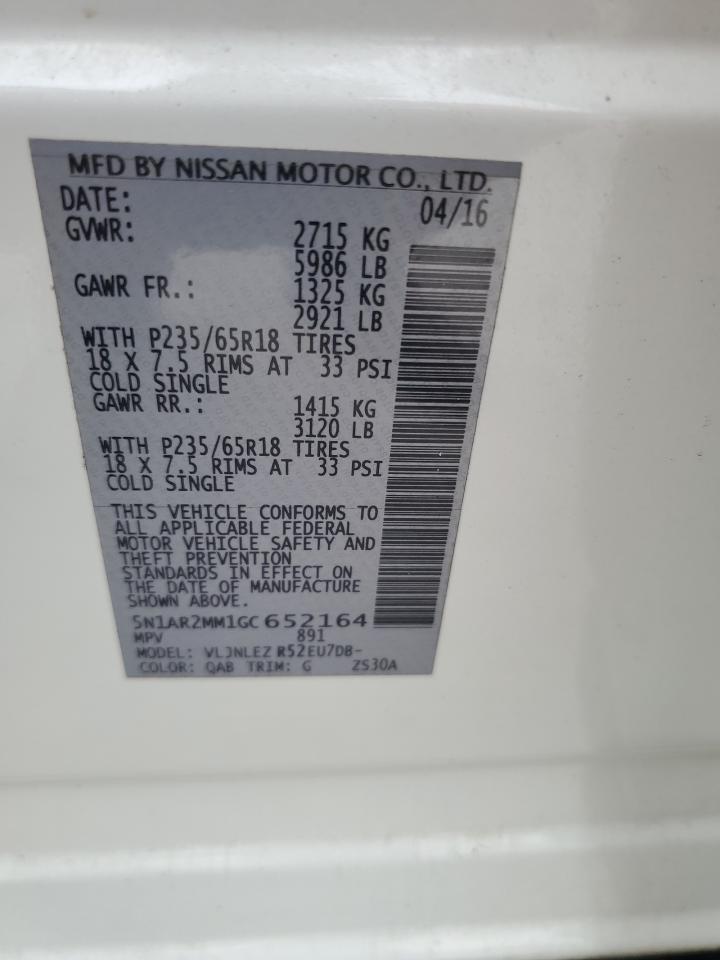 MFD BY NISSAN MOTOR CO., LTD.
DATE: 04/16
GVWR: 2715 KG
5986 LB
GAWR FR.: 1325 KG
2921 LB
WITH P235/65R18 TIRES
18 X 7.5 RIMS AT 33 PSI
COLD SINGLE
GAWR RR.: 1415 KG
3120 LB
WITH P235/65R18 TIRES
18 X 7.5 RIMS AT 33 PSI
COLD SINGLE
THIS VEHICLE CONFORMS TO
ALL APPLICABLE FEDERAL
MOTOR VEHICLE SAFETY AND
THEFT PREVENTION
STANDARDS IN EFFECT ON
THE DATE OF MANUFACTURE
SHOWN ABOVE.
5N1AR2MM1GC652164
MPV 891
MODEL: VLJNLEZ R52EU7DB-
COLOR: QAB TRIM: G ZS30A